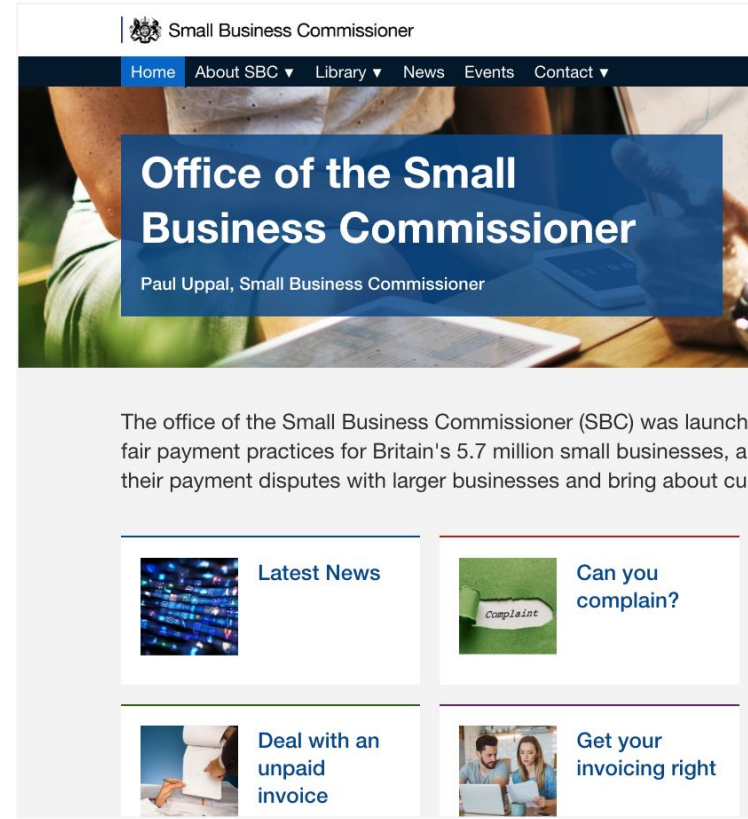 Small Business Commissioner
Home About SBC ▼ Library ▼ News Events Contact ▼
Office of the Small
Business Commissioner
Paul Uppal, Small Business Commissioner
The office of the Small Business Commissioner (SBC) was launch
fair payment practices for Britain's 5.7 million small businesses, a
their payment disputes with larger businesses and bring about cu
Latest News
Can you
complain?
Complaint
Deal with an
unpaid
invoice
Get your
invoicing right